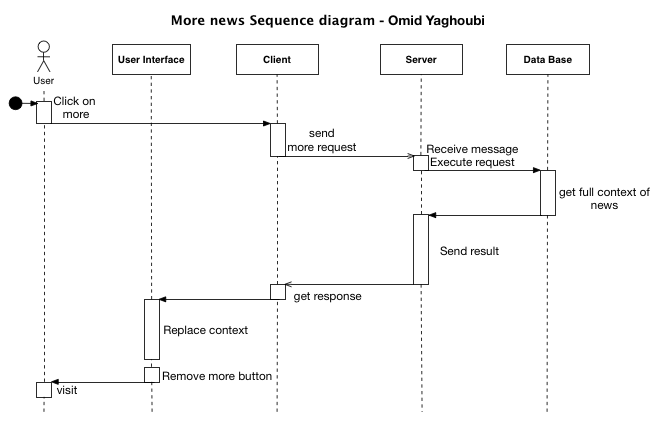 More news Sequence diagram - Omid Yaghoubi
User
User Interface
Client
Server
Data Base
Click on
more
send
more request
Receive message
Execute request
get full context of
news
Send result
get response
Replace context
Remove more button
visit